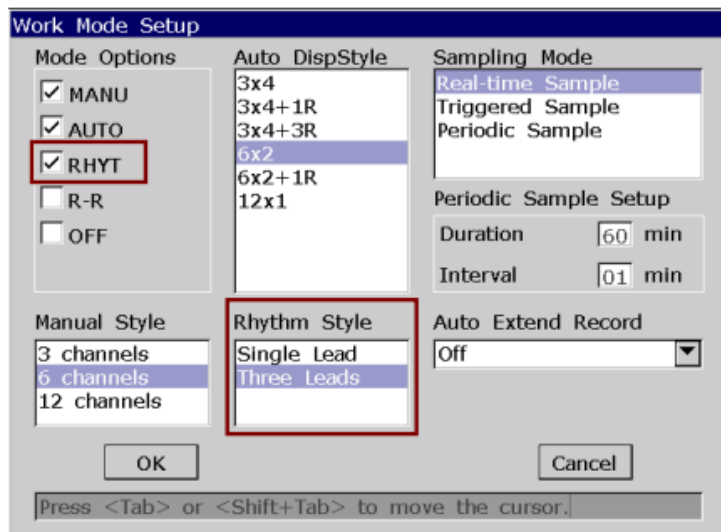 Work Mode Setup
Mode Options
MANU
AUTO
RHYT
R-R
OFF
Auto DispStyle
3x4
3x4+1R
3x4+3R
6x2
6x2+1R
12x1
Sampling Mode
Real-time Sample
Triggered Sample
Periodic Sample
Periodic Sample Setup
Duration 60 min
Interval 01 min
Manual Style
3 channels
6 channels
12 channels
Rhythm Style
Single Lead
Three Leads
Auto Extend Record
Off
OK
Cancel
Press <Tab> or <Shift+Tab> to move the cursor.